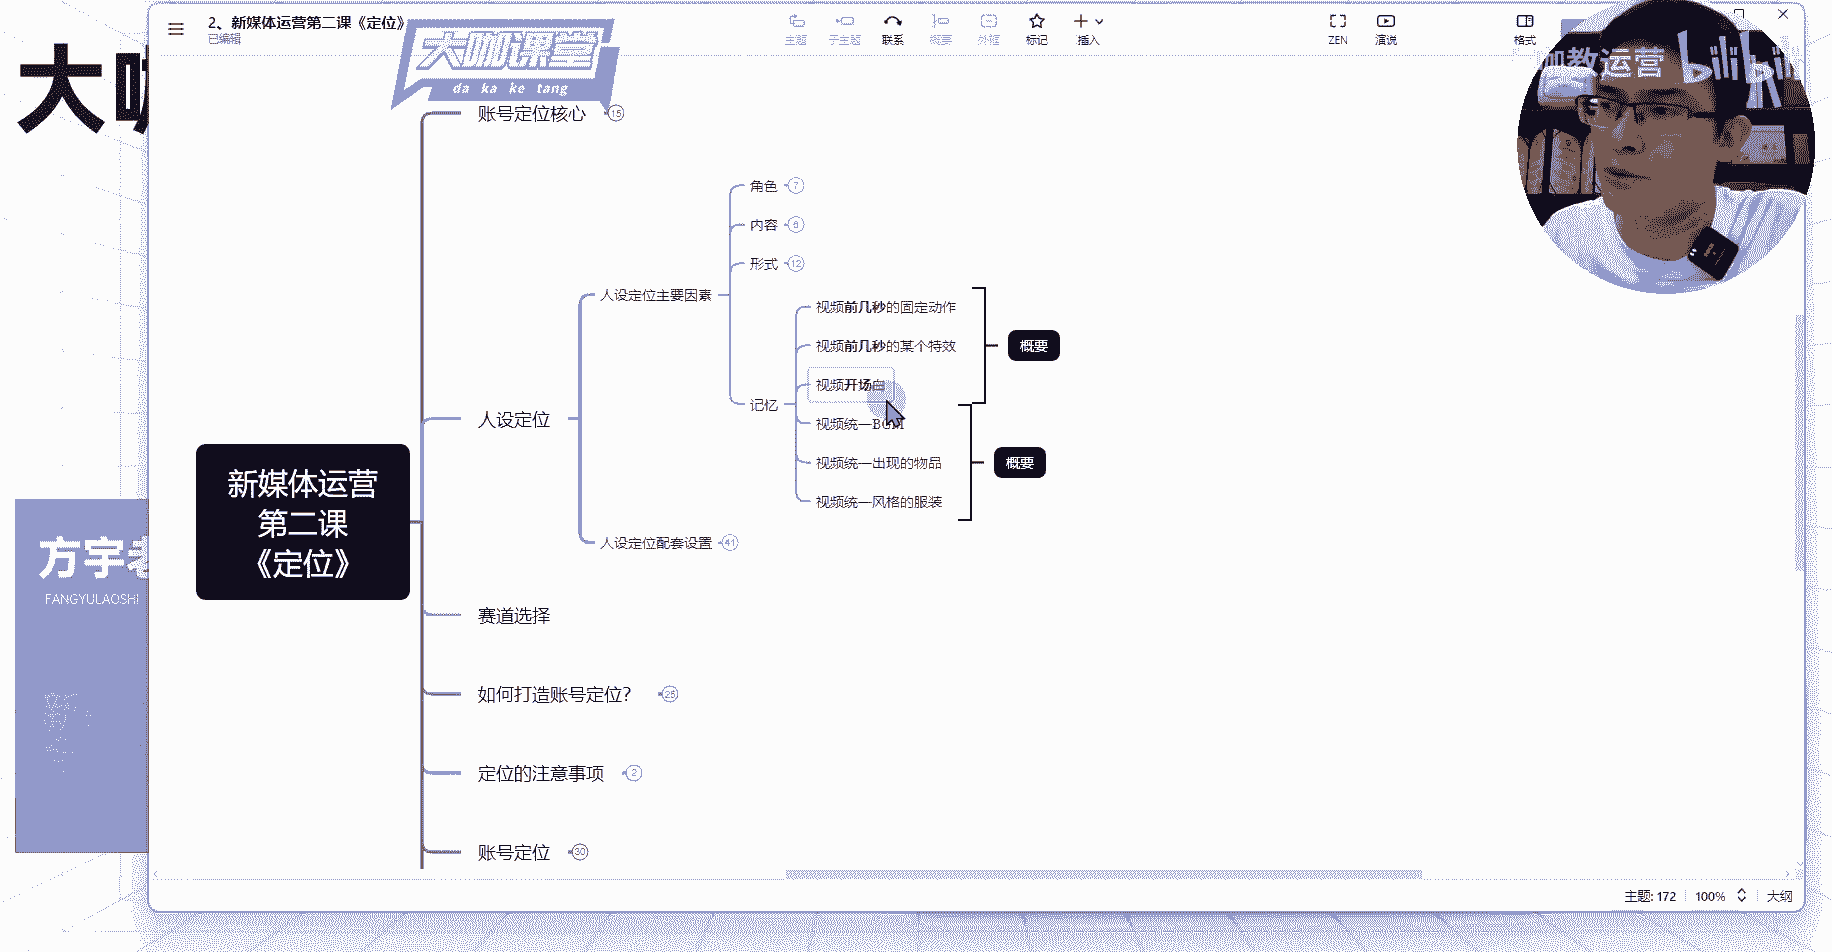 2、新媒体运营第二课《定位》
已编辑
主题
子主题
联系
概要
外框
标记
插入
ZEN
演说
格式
大咖课堂
da ka ke tang
咖教运营
bilibili
大咖
账号定位核心 15
角色 7
内容 6
形式 12
人设定位主要因素
视频前几秒的固定动作
视频前几秒的某个特效
概要
视频开场白
记忆
视频统一BGM
人设定位
视频统一出现的物品
概要
视频统一风格的服装
新媒体运营
第二课
《定位》
人设定位配套设置 41
方宇老
FANGYULAOSHI
赛道选择
如何打造账号定位? 25
定位的注意事项 2
账号定位 30
主题: 172
100%
大纲